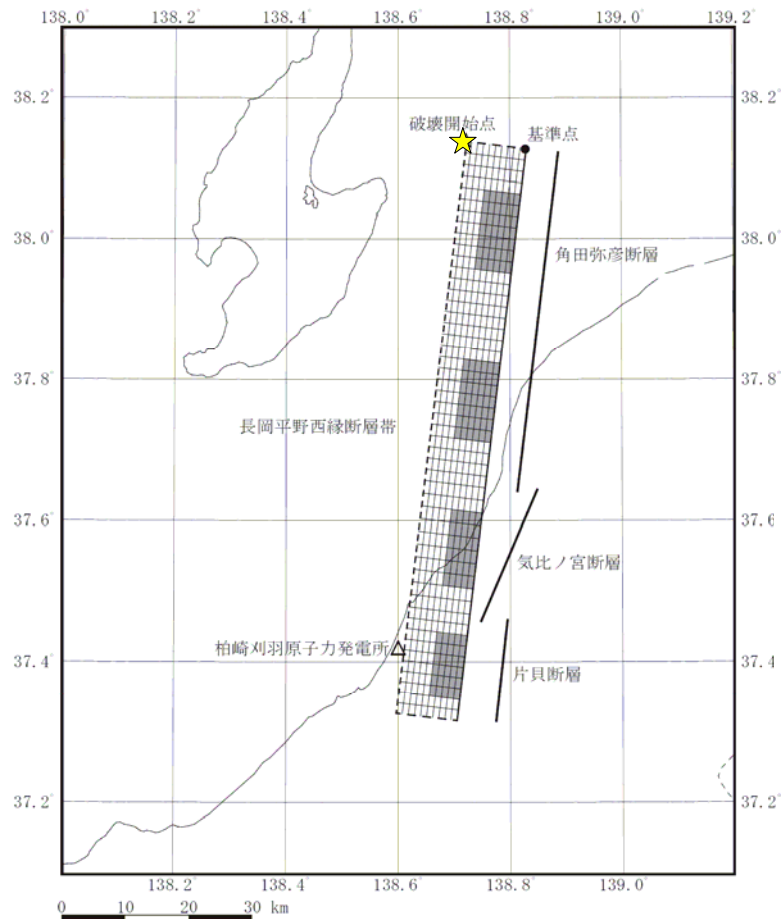 138.0° 138.2° 138.4° 138.6° 138.8° 139.0° 139.2°
38.2° 38.2°
破壊開始点
基準点
38.0° 38.0°
角田弥彦断層
37.8° 37.8°
長岡平野西縁断層帯
37.6° 37.6°
気比ノ宮断層
柏崎刈羽原子力発電所
37.4° 37.4°
片貝断層
37.2° 37.2°
138.2° 138.4° 138.6° 138.8° 139.0°
0 10 20 30 km